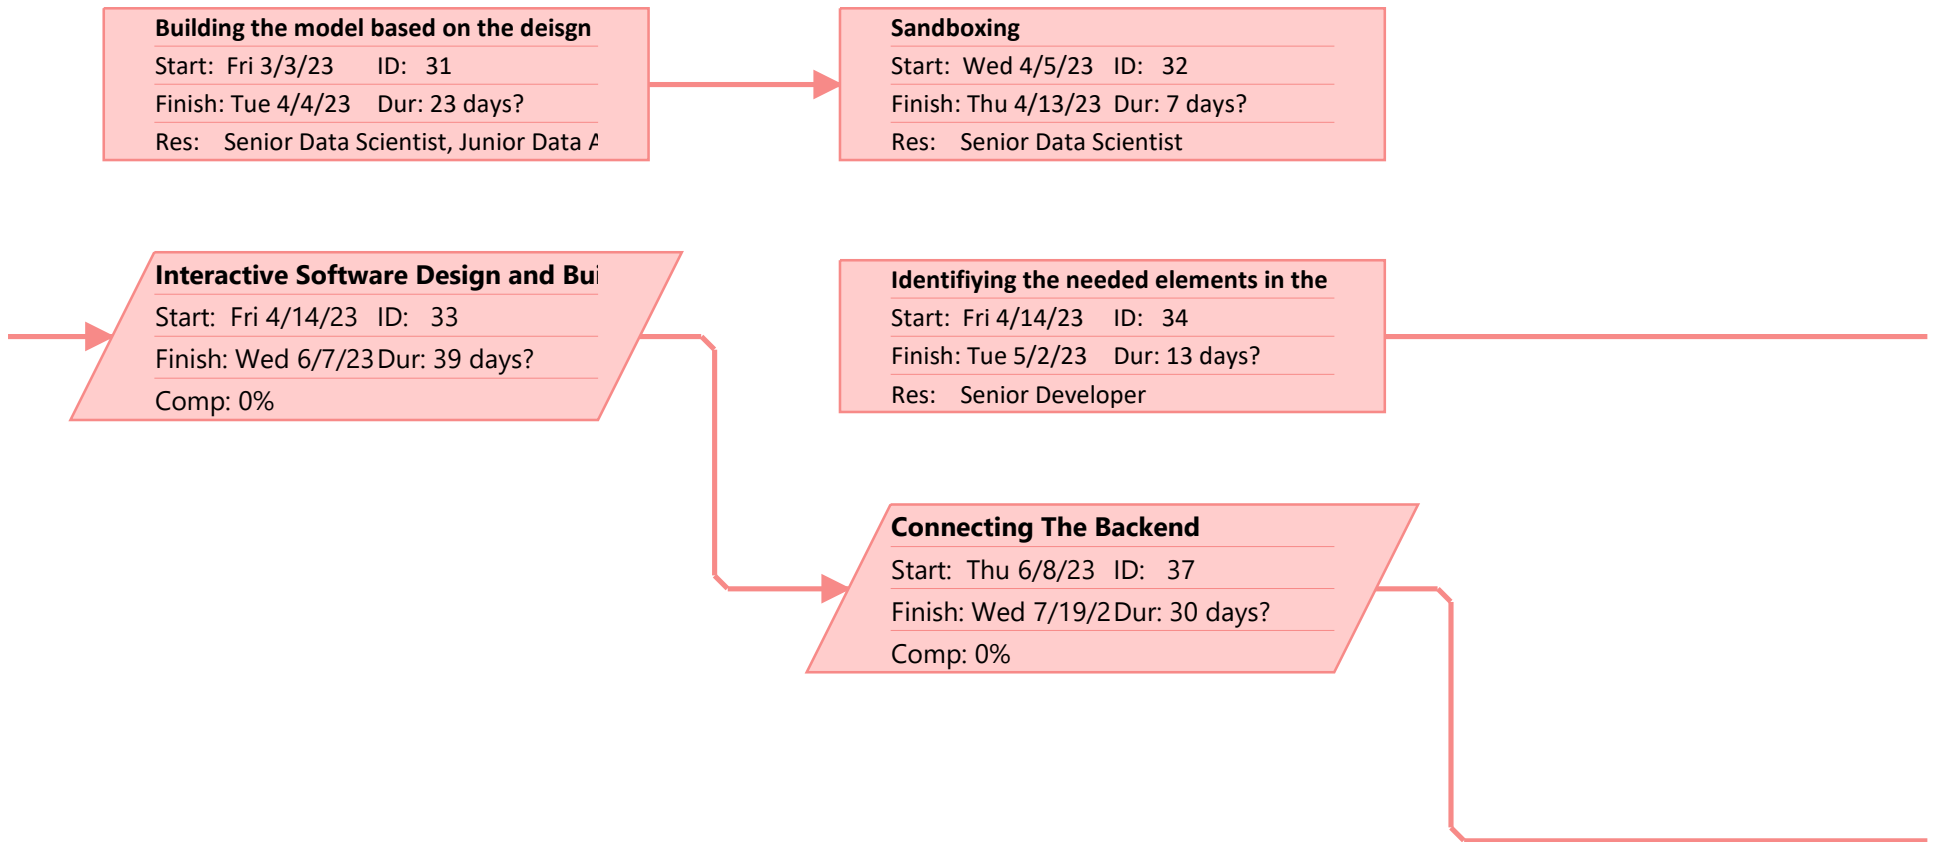 Building the model based on the deisgn
Start: Fri 3/3/23 ID: 31
Finish: Tue 4/4/23 Dur: 23 days?
Res: Senior Data Scientist, Junior Data A
Sandboxing
Start: Wed 4/5/23 ID: 32
Finish: Thu 4/13/23 Dur: 7 days?
Res: Senior Data Scientist
Interactive Software Design and Bui
Start: Fri 4/14/23 ID: 33
Finish: Wed 6/7/23 Dur: 39 days?
Comp: 0%
Identifiying the needed elements in the
Start: Fri 4/14/23 ID: 34
Finish: Tue 5/2/23 Dur: 13 days?
Res: Senior Developer
Connecting The Backend
Start: Thu 6/8/23 ID: 37
Finish: Wed 7/19/2 Dur: 30 days?
Comp: 0%